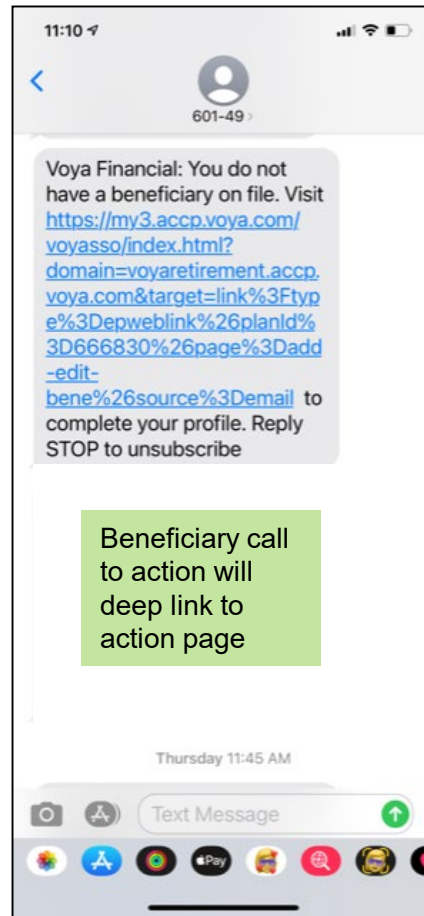 11:10
601-49 >
Voya Financial: You do not
have a beneficiary on file. Visit
https://my3.accp.voya.com/
voyasso/index.html?
domain=voyaretirement.accp.
voya.com&target=link%3Ftyp
e%3Depweblink%26planId%
3D666830%26page%3Dadd
-edit-
bene%26source%3Demail to
complete your profile. Reply
STOP to unsubscribe
Beneficiary call
to action will
deep link to
action page
Thursday 11:45 AM
Text Message
Pay